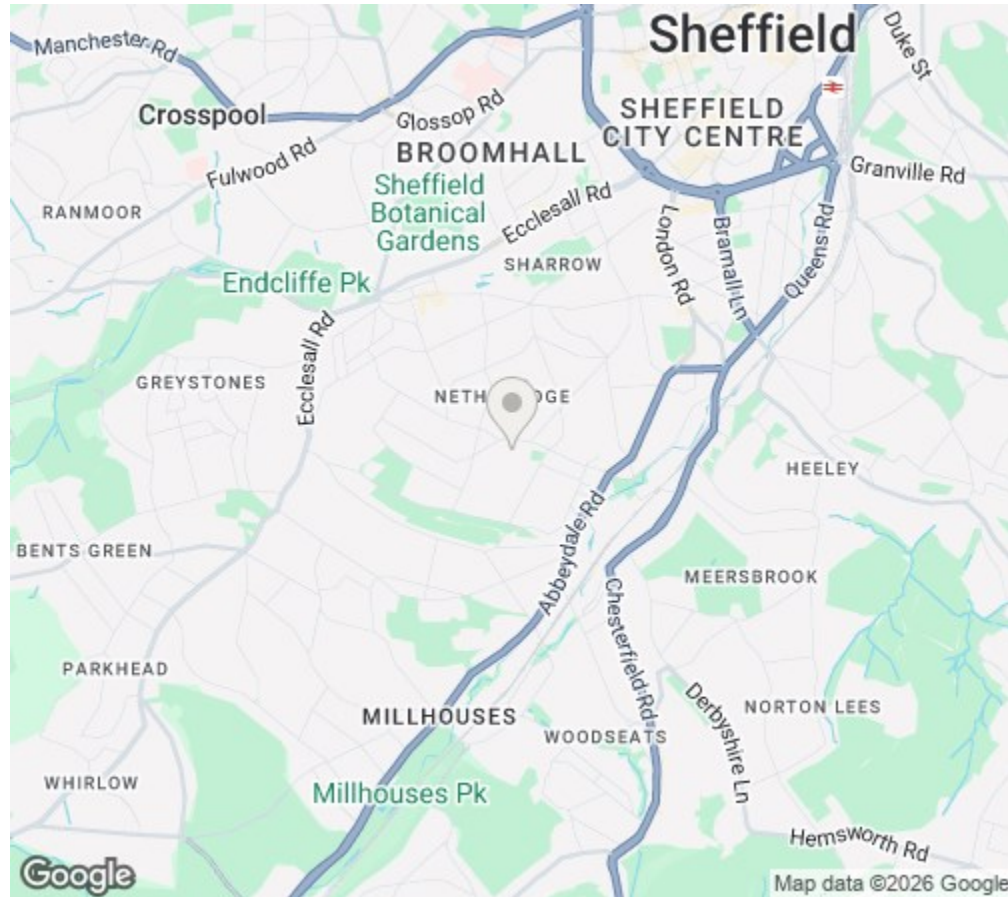 Sheffield
Manchester Rd
Duke St
Crosspool
Glossop Rd
SHEFFIELD
CITY CENTRE
BROOMHALL
Fulwood Rd
Granville Rd
Sheffield
Botanical
Gardens
RANMOOR
Ecclesall Rd
London Rd
Bramall Ln
Queens Rd
SHARROW
Endcliffe Pk
Ecclesall Rd
GREYSTONES
HEELEY
BENTS GREEN
Abbeydale Rd
MEERSBROOK
Chesterfield Rd
PARKHEAD
Derbyshire Ln
NORTON LEES
MILLHOUSES
WOODSEATS
WHIRLOW
Millhouses Pk
Hemsworth Rd
Google
Map data ©2026 Google